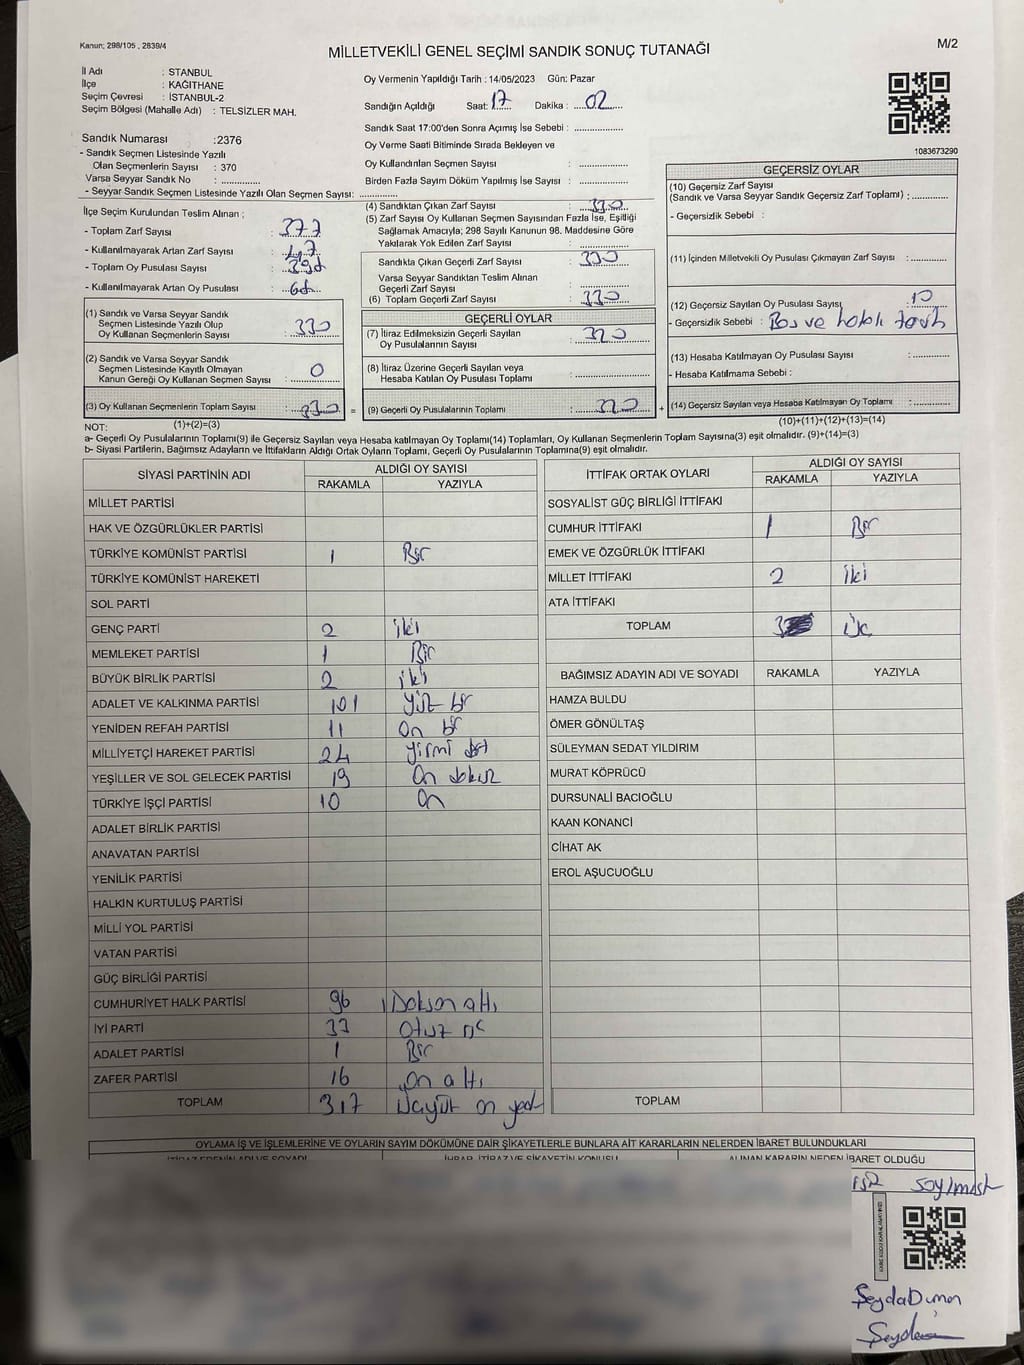 Kanun; 298/105 , 2839/4
MİLLETVEKİLİ GENEL SEÇİMİ SANDIK SONUÇ TUTANAĞI
M/2
İl Adı : STANBUL
İlçe : KAĞITHANE
Seçim Çevresi : İSTANBUL-2
Seçim Bölgesi (Mahalle Adı) : TELSİZLER MAH.
Oy Vermenin Yapıldığı Tarih : 14/05/2023 Gün: Pazar
Sandığın Açıldığı Saat: 17 Dakika : 02
Sandık Saat 17:00'den Sonra Açımış İse Sebebi :
Oy Verme Saati Bitiminde Sırada Bekleyen ve
Oy Kullandırılan Seçmen Sayısı :
Birden Fazla Sayım Döküm Yapılmış İse Sayısı :
1083673290
Sandık Numarası :2376
- Sandık Seçmen Listesinde Yazılı
Olan Seçmenlerin Sayısı : 370
Varsa Seyyar Sandık No :
- Seyyar Sandık Seçmen Listesinde Yazılı Olan Seçmen Sayısı:
İlçe Seçim Kurulundan Teslim Alınan ;
- Toplam Zarf Sayısı : 377
- Kullanılmayarak Artan Zarf Sayısı : 47
- Toplam Oy Pusulası Sayısı :
- Kullanılmayarak Artan Oy Pusulası :
(1) Sandık ve Varsa Seyyar Sandık
Seçmen Listesinde Yazılı Olup
Oy Kullanan Seçmenlerin Sayısı : 330
(2) Sandık ve Varsa Seyyar Sandık
Seçmen Listesinde Kayıtlı Olmayan
Kanun Gereği Oy Kullanan Seçmen Sayısı : 0
(3) Oy Kullanan Seçmenlerin Toplam Sayısı : 330 =
(1)+(2)=(3)
(4) Sandıktan Çıkan Zarf Sayısı : 330
(5) Zarf Sayısı Oy Kullanan Seçmen Sayısından Fazla İse, Eşitliği
Sağlamak Amacıyla; 298 Sayılı Kanunun 98. Maddesine Göre
Yakılarak Yok Edilen Zarf Sayısı :
Sandıkta Çıkan Geçerli Zarf Sayısı : 330
Varsa Seyyar Sandıktan Teslim Alınan
Geçerli Zarf Sayısı :
(6) Toplam Geçerli Zarf Sayısı : 330
GEÇERLİ OYLAR
(7) İtiraz Edilmeksizin Geçerli Sayılan
Oy Pusulalarının Sayısı : 320
(8) İtiraz Üzerine Geçerli Sayılan veya
Hesaba Katılan Oy Pusulası Toplamı :
(9) Geçerli Oy Pusulalarının Toplamı : 320 +
GEÇERSİZ OYLAR
(10) Geçersiz Zarf Sayısı
(Sandık ve Varsa Seyyar Sandık Geçersiz Zarf Toplamı) :
- Geçersizlik Sebebi :
(11) İçinden Milletvekili Oy Pusulası Çıkmayan Zarf Sayısı :
(12) Geçersiz Sayılan Oy Pusulası Sayısı : 10
- Geçersizlik Sebebi : Boş ve
(13) Hesaba Katılmayan Oy Pusulası Sayısı :
- Hesaba Katılmama Sebebi :
(14) Geçersiz Sayılan veya Hesaba Katılmayan Oy Toplamı :
(10)+(11)+(12)+(13)=(14)
NOT:
a- Geçerli Oy Pusulalarının Toplamı(9) ile Geçersiz Sayılan veya Hesaba katılmayan Oy Toplamı(14) Toplamları, Oy Kullanan Seçmenlerin Toplam Sayısına(3) eşit olmalıdır. (9)+(14)=(3)
b- Siyasi Partilerin, Bağımsız Adayların ve İttifakların Aldığı Ortak Oyların Toplamı, Geçerli Oy Pusulalarının Toplamına(9) eşit olmalıdır.
SİYASİ PARTİNİN ADI ALDIĞI OY SAYISI
RAKAMLA YAZIYLA
MİLLET PARTİSİ
HAK VE ÖZGÜRLÜKLER PARTİSİ
TÜRKİYE KOMÜNİST PARTİSİ 1 Bir
TÜRKİYE KOMÜNİST HAREKETİ
SOL PARTİ
GENÇ PARTİ 2 iki
MEMLEKET PARTİSİ 1 Bir
BÜYÜK BİRLİK PARTİSİ 2 iki
ADALET VE KALKINMA PARTİSİ 101 Yüz bir
YENİDEN REFAH PARTİSİ 11 On bir
MİLLİYETÇİ HAREKET PARTİSİ 24 yirmi dört
YEŞİLLER VE SOL GELECEK PARTİSİ 19 On dokuz
TÜRKİYE İŞÇİ PARTİSİ 10 On
ADALET BİRLİK PARTİSİ
ANAVATAN PARTİSİ
YENİLİK PARTİSİ
HALKIN KURTULUŞ PARTİSİ
MİLLİ YOL PARTİSİ
VATAN PARTİSİ
GÜÇ BİRLİĞİ PARTİSİ
CUMHURİYET HALK PARTİSİ 96 Doksan altı
İYİ PARTİ 33 Otuz üç
ADALET PARTİSİ 1 Bir
ZAFER PARTİSİ 16 on altı
TOPLAM 317 Üçyüz on yedi
İTTİFAK ORTAK OYLARI ALDIĞI OY SAYISI
RAKAMLA YAZIYLA
SOSYALİST GÜÇ BİRLİĞİ İTTİFAKI
CUMHUR İTTİFAKI 1 Bir
EMEK VE ÖZGÜRLÜK İTTİFAKI
MİLLET İTTİFAKI 2 iki
ATA İTTİFAKI
TOPLAM 3 Üç
BAĞIMSIZ ADAYIN ADI VE SOYADI RAKAMLA YAZIYLA
HAMZA BULDU
ÖMER GÖNÜLTAŞ
SÜLEYMAN SEDAT YILDIRIM
MURAT KÖPRÜCÜ
DURSUNALİ BACIOĞLU
KAAN KONANCİ
CİHAT AK
EROL AŞUCUOĞLU
TOPLAM
OYLAMA İŞ VE İŞLEMLERİNE VE OYLARIN SAYIM DÖKÜMÜNE DAİR ŞİKAYETLERLE BUNLARA AİT KARARLARIN NELERDEN İBARET BULUNDUKLARI
İTİRAZ EDENİN ADI VE SOYADI İHBAR, İTİRAZ VE ŞİKAYETİN KONUSU ALINAN KARARIN NEDEN İBARET OLDUĞU